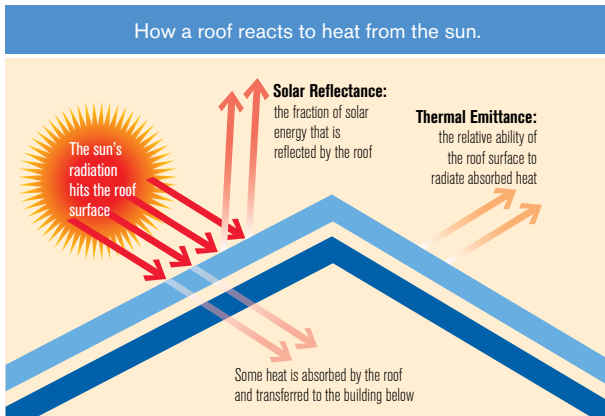 How a roof reacts to heat from the sun.
The sun's
radiation
hits the roof
surface
Solar Reflectance:
the fraction of solar
energy that is
reflected by the roof
Thermal Emittance:
the relative ability of
the roof surface to
radiate absorbed heat
Some heat is absorbed by the roof
and transferred to the building below